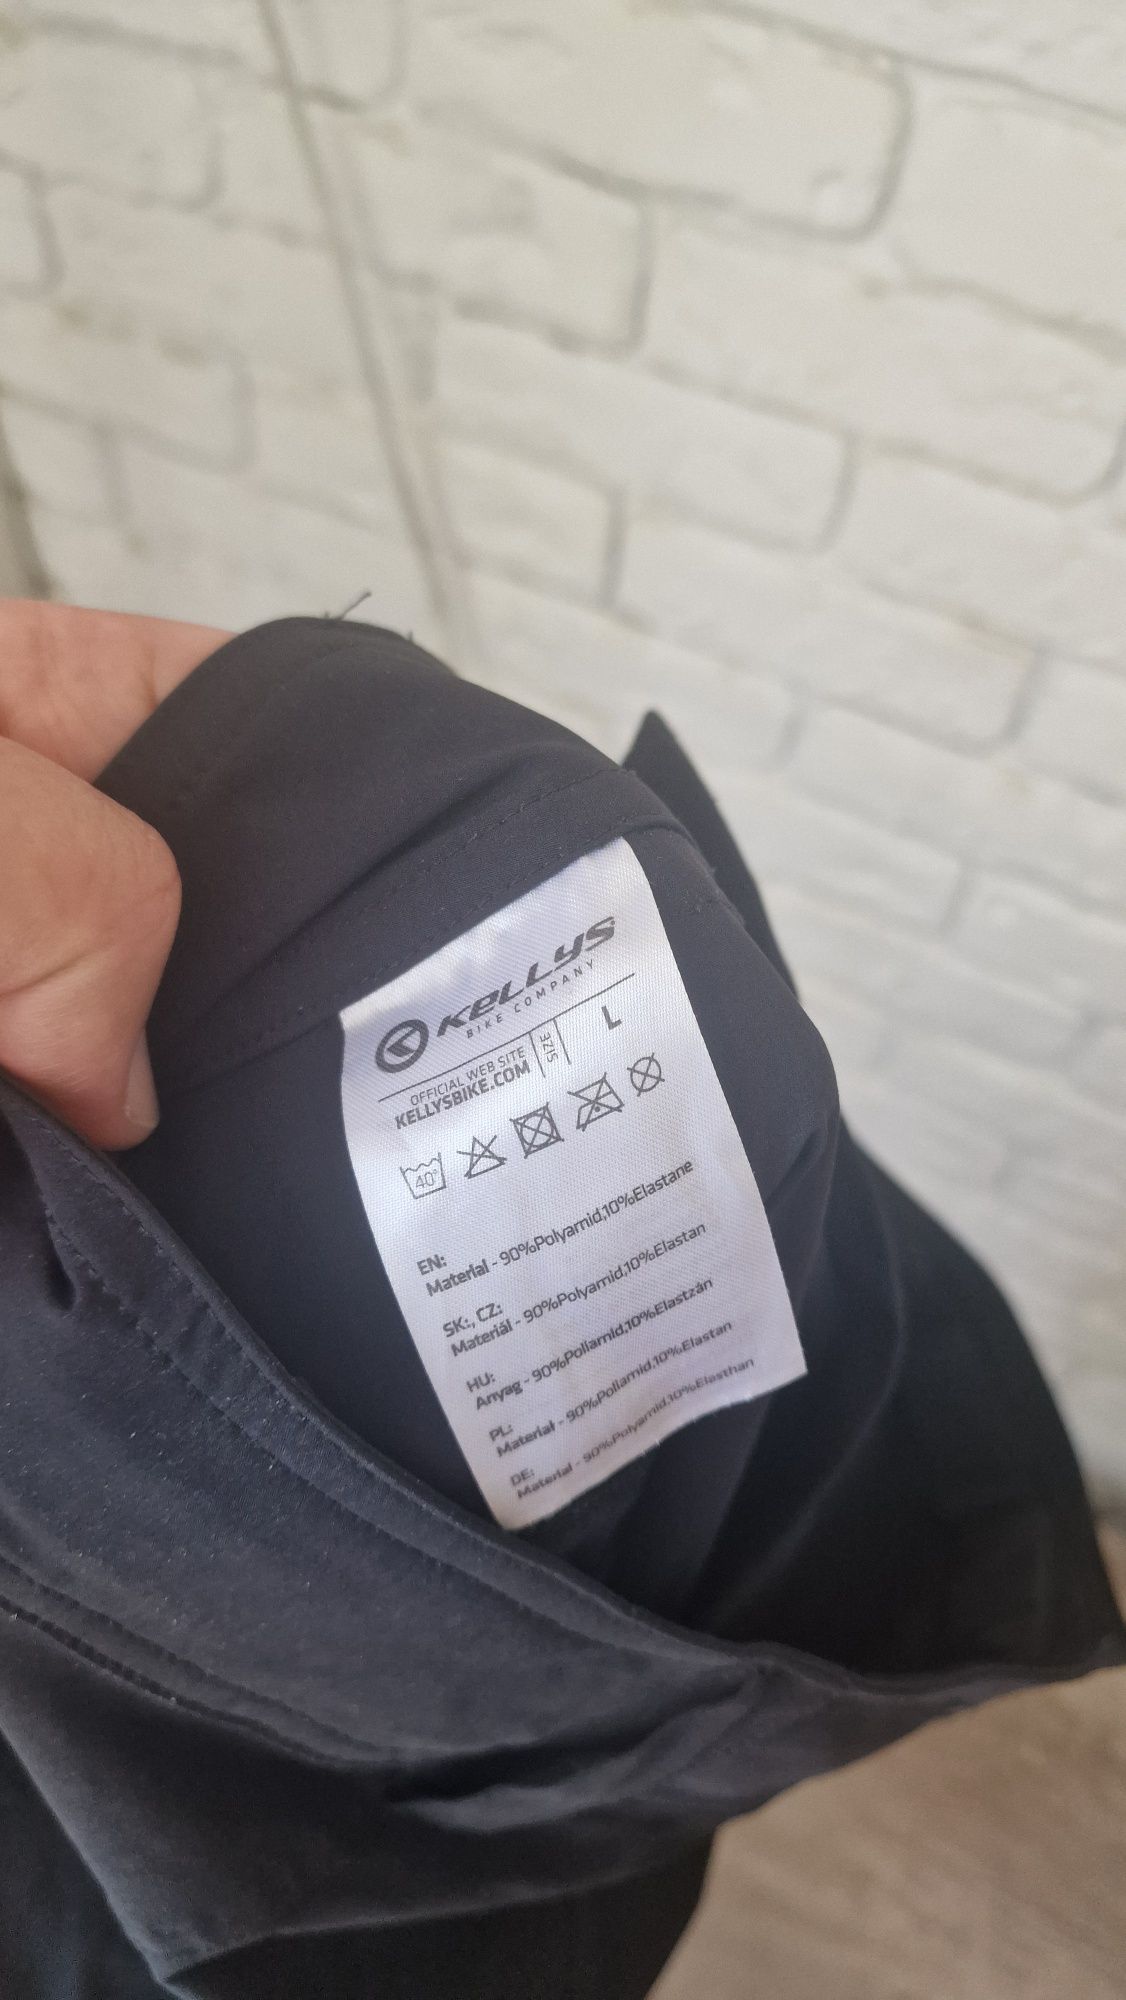 KELLYS
BIKE COMPANY
OFFICIAL WEB SITE
KELLYSBIKE.COM
SIZE
L
40°
EN:
Material - 90%Polyamid,10%Elastane
SK:, CZ:
Materiál - 90%Polyamid,10%Elastan
HU:
Anyag - 90%Poliamid,10%Elasztán
PL:
Materiał - 90%Poliamid,10%Elastan
DE:
Material - 90%Polyamid,10%Elasthan